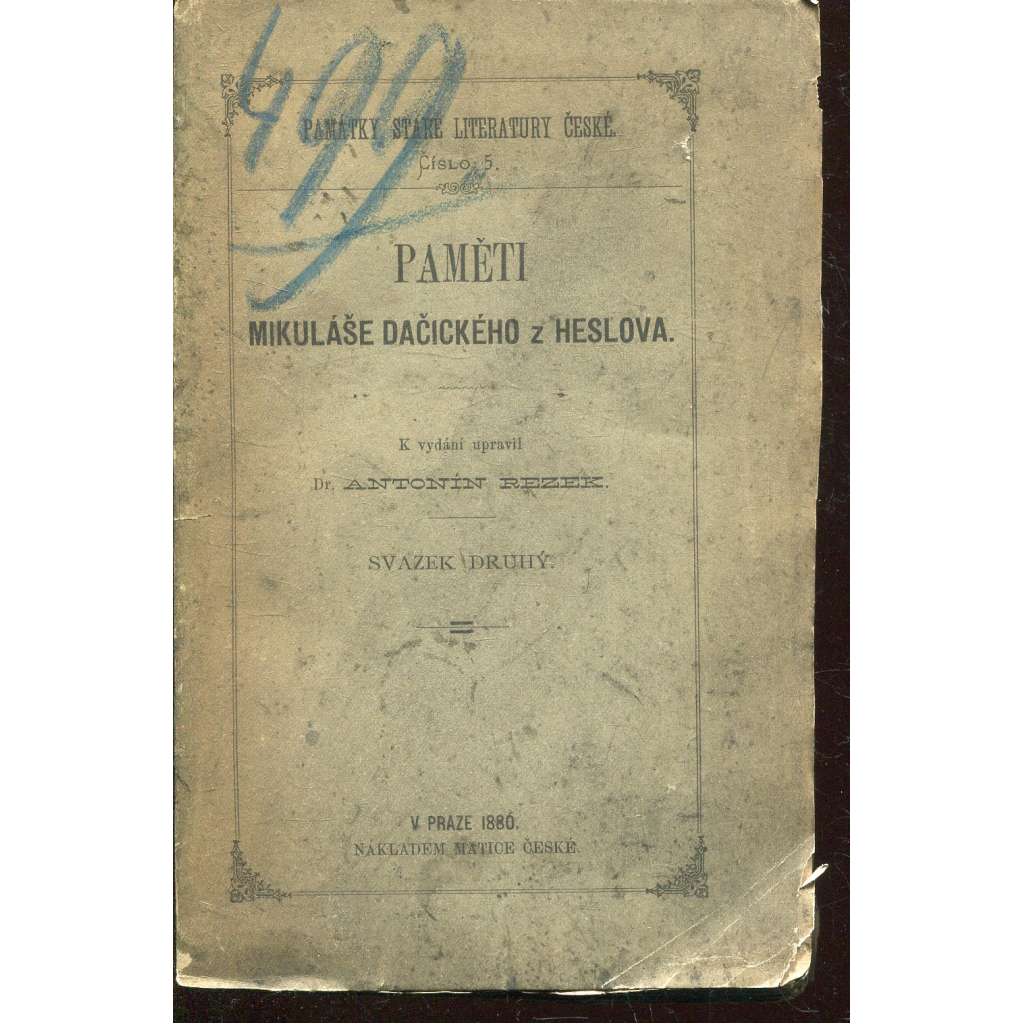 499
PAMÁTKY STARÉ LITERATURY ČESKÉ.
ČÍSLO 5.
PAMĚTI
MIKULÁŠE DAČICKÉHO z HESLOVA.
K vydání upravil
Dr. ANTONÍN REZEK.
SVAZEK DRUHÝ.
V PRAZE 1880.
NÁKLADEM MATICE ČESKÉ.